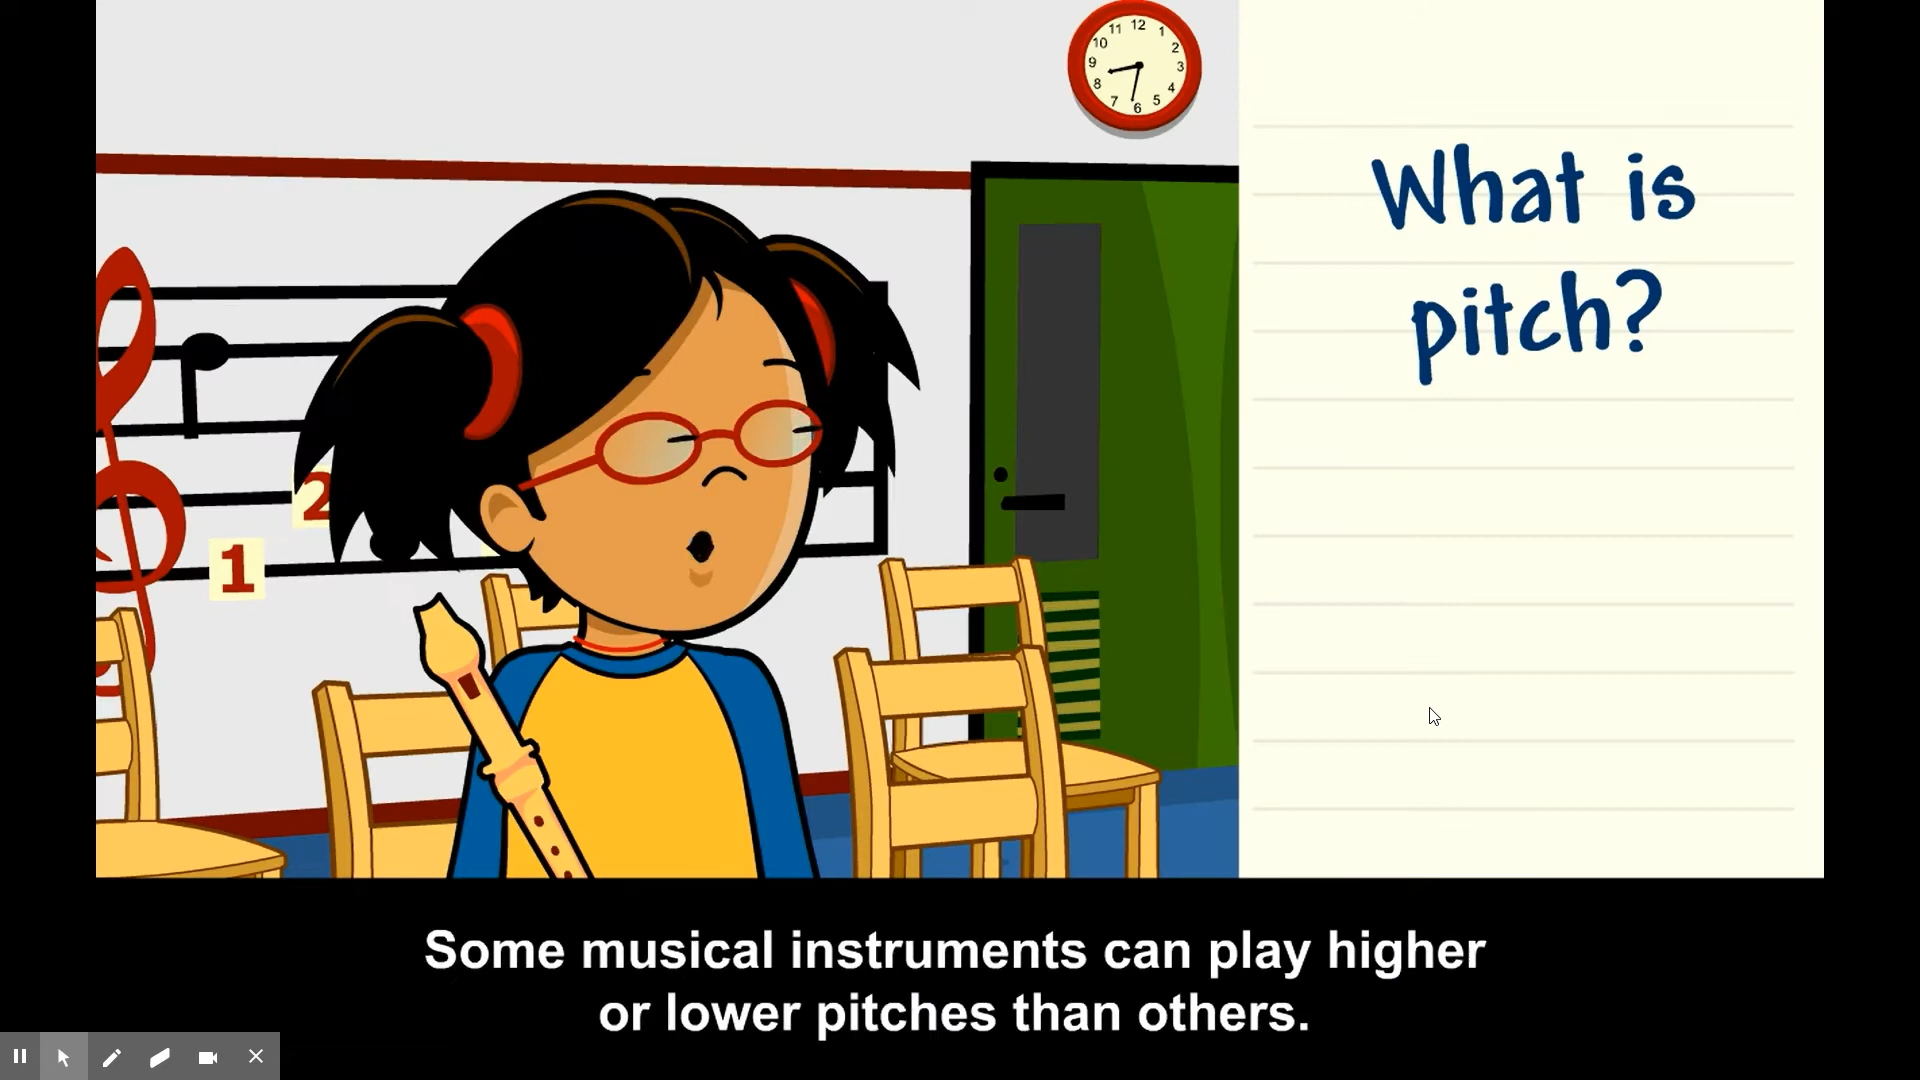 11 12 1
10 2
9 3
8 4
7 6 5
What is
pitch?
2
1
Some musical instruments can play higher
or lower pitches than others.